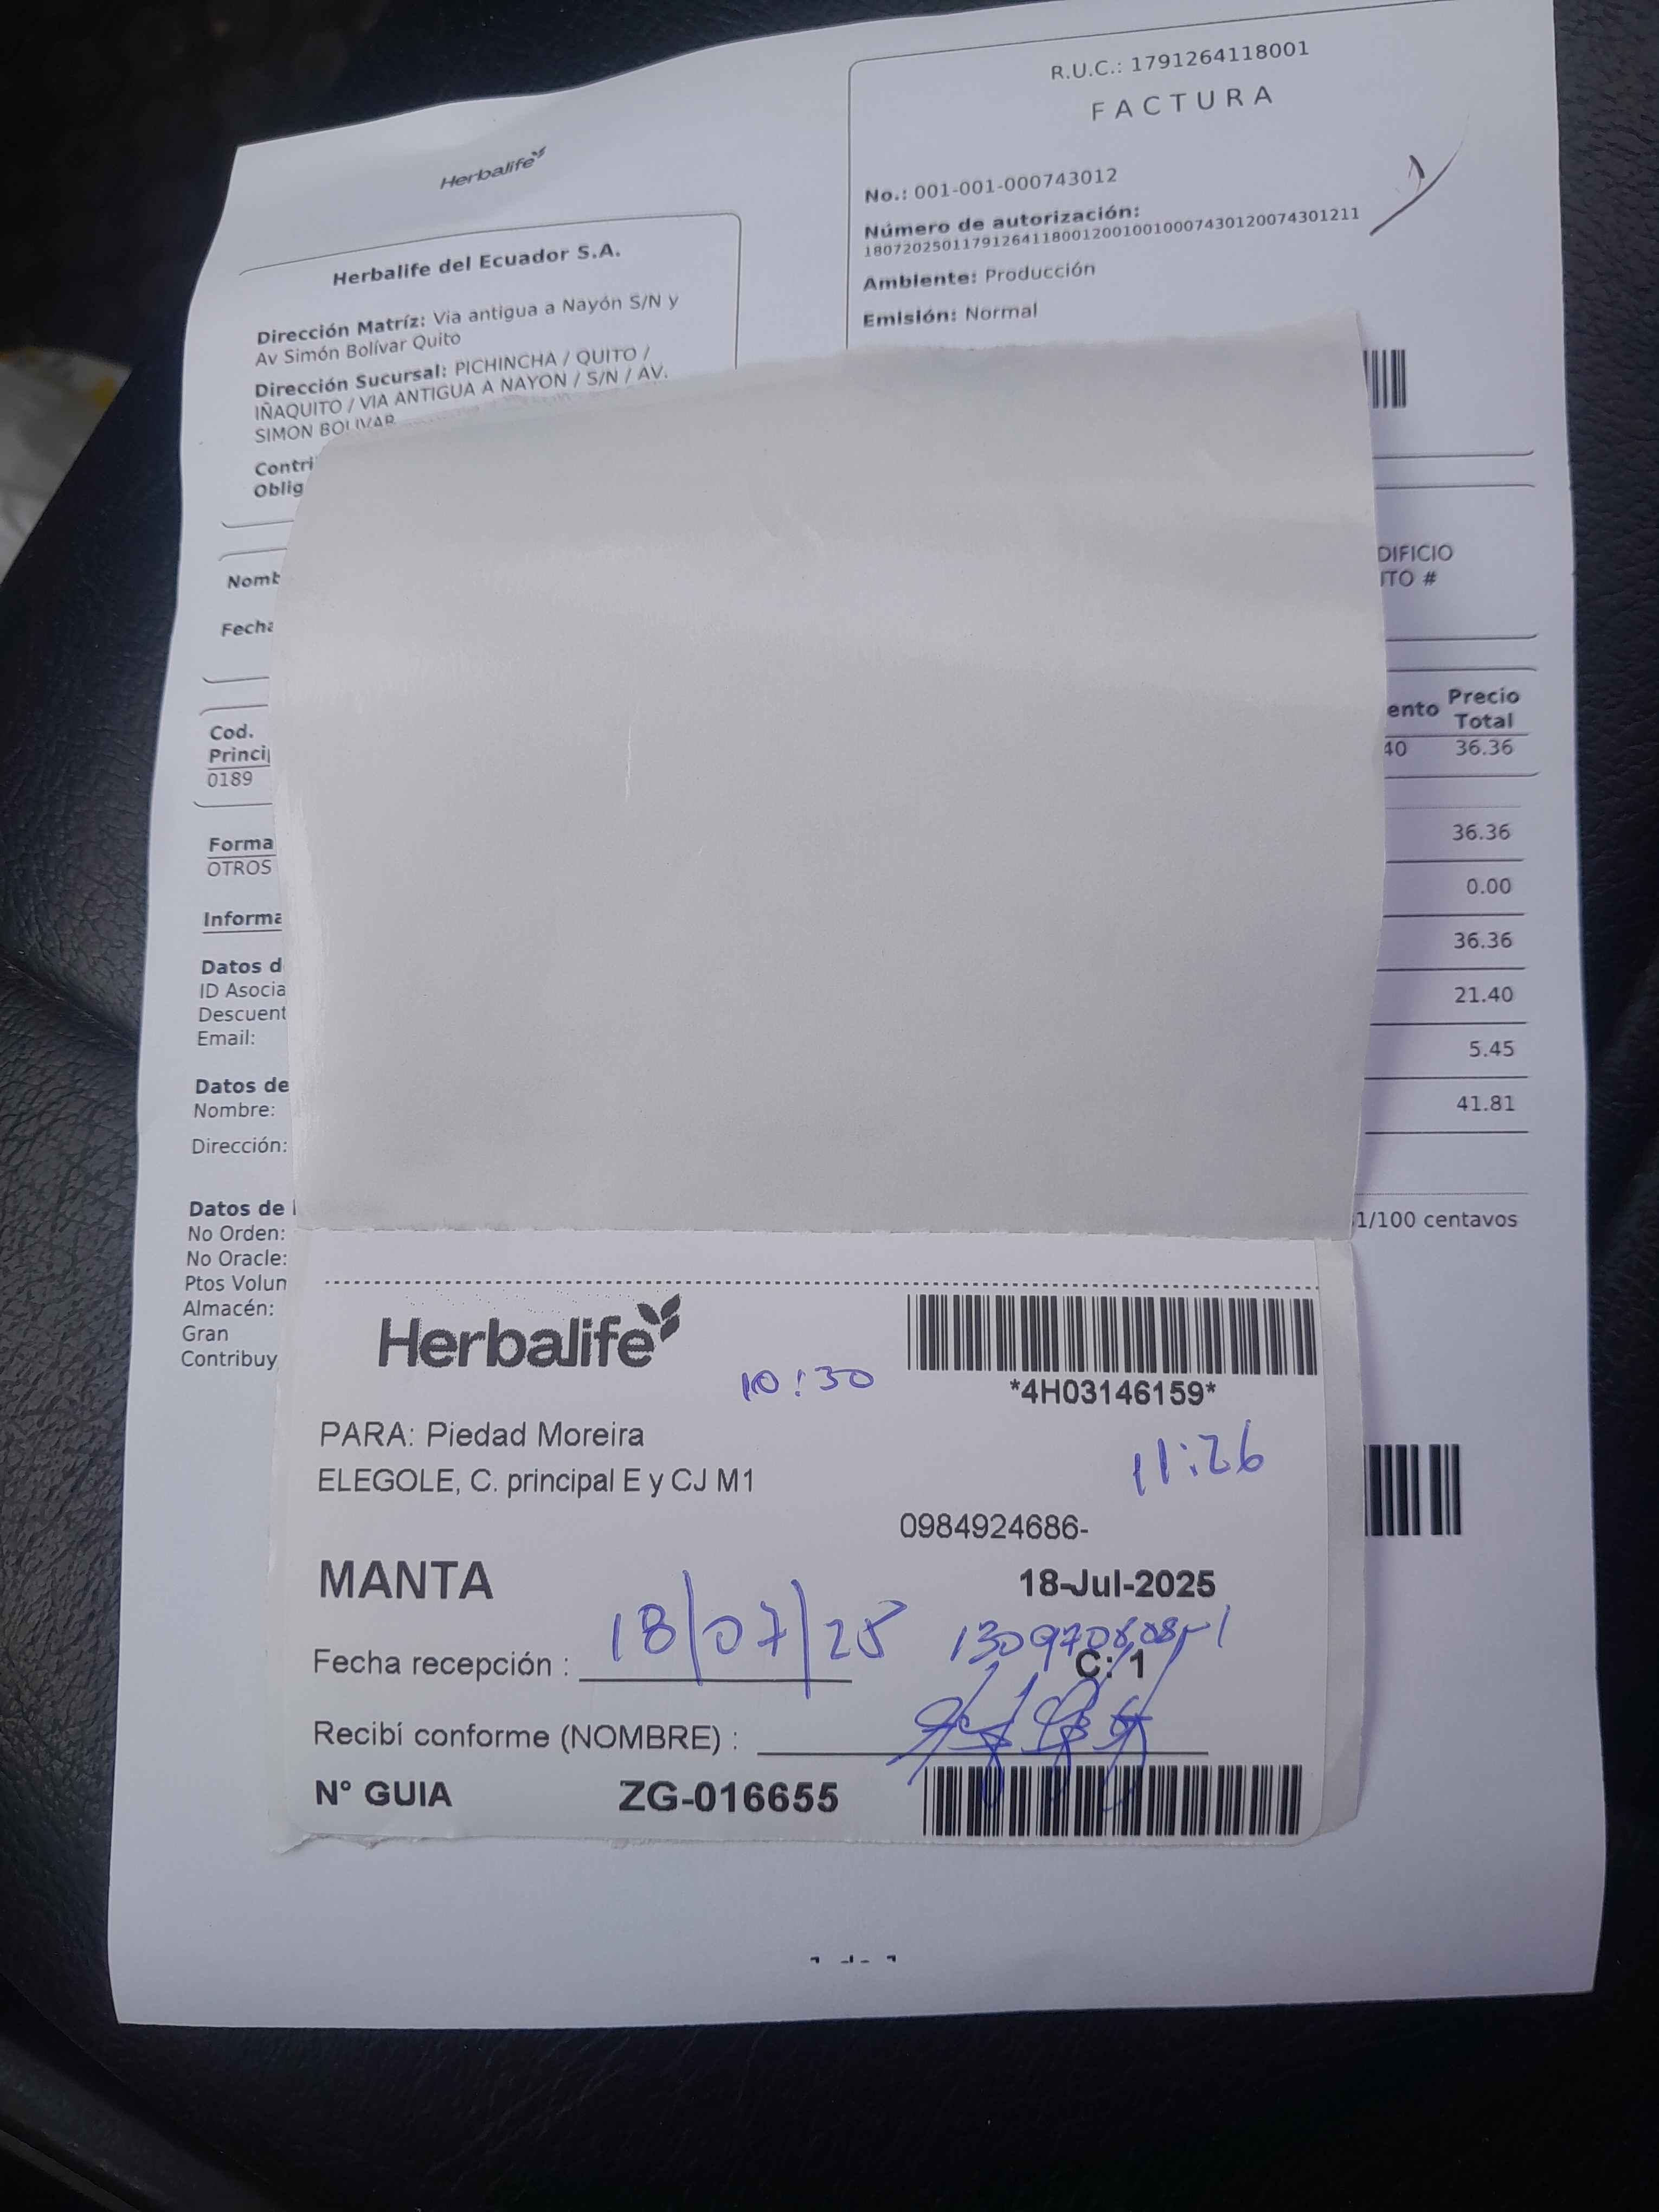 R.U.C.: 1791264118001
FACTURA
Herbalife
No.: 001-001-000743012
Número de autorización:
1807202501179126411800120010010007430120074301211
Ambiente: Producción
Emisión: Normal
Herbalife del Ecuador S.A.
Dirección Matríz: Via antigua a Nayón S/N y
Av Simón Bolívar Quito
Dirección Sucursal: PICHINCHA / QUITO /
IÑAQUITO / VIA ANTIGUA A NAYON / S/N / AV.
SIMON BOLIVAR
Contri
Oblig
DIFICIO
ITO #
Nomb
Fecha
Cod.
Princi
0189
ento
Precio
Total
40 36.36
Forma
OTROS
36.36
0.00
36.36
21.40
5.45
41.81
Informa
Datos d
ID Asocia
Descuent
Email:
Datos de
Nombre:
Dirección:
Datos de
No Orden:
No Oracle:
Ptos Volun
Almacén:
Gran
Contribuy
1/100 centavos
Herbalife
10:30
*4H03146159*
PARA: Piedad Moreira
11:26
ELEGOLE, C. principal E y CJ M1
0984924686-
MANTA
18-Jul-2025
Fecha recepción : 18/07/25
C: 1
Recibí conforme (NOMBRE) :
N° GUIA ZG-016655